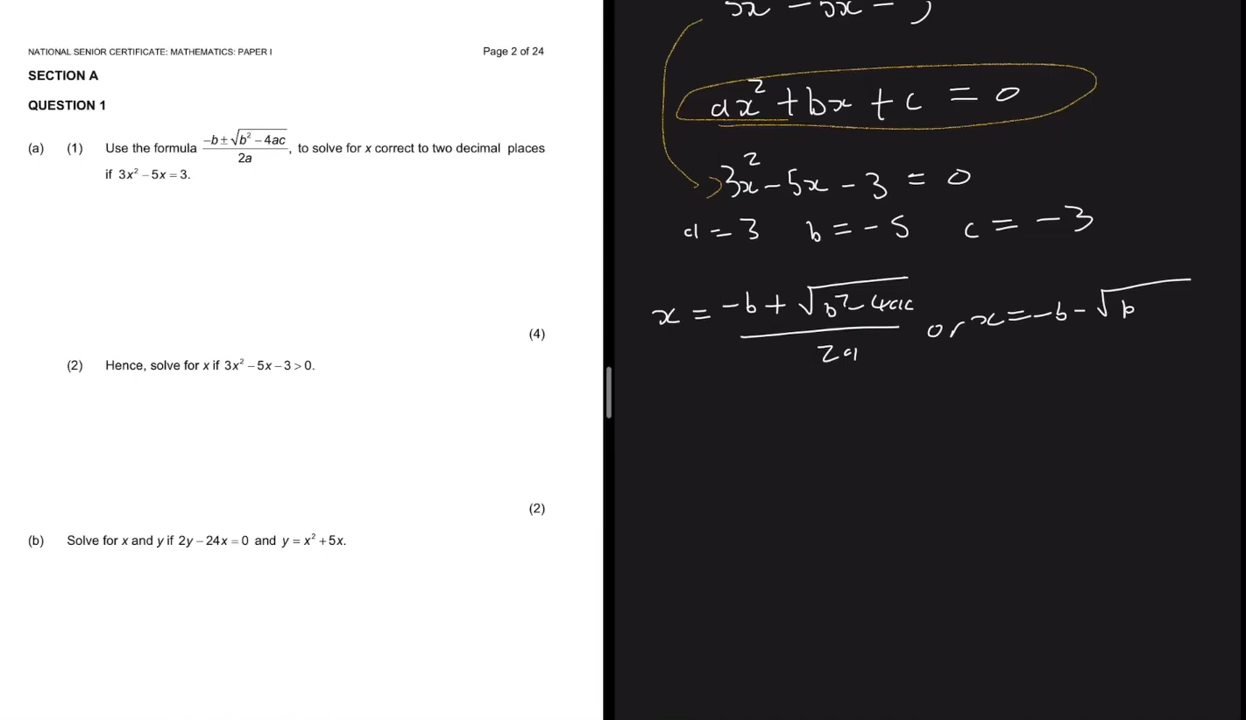 NATIONAL SENIOR CERTIFICATE: MATHEMATICS: PAPER I Page 2 of 24
SECTION A
QUESTION 1
(a) (1) Use the formula (-b ± √(b² - 4ac))/(2a), to solve for x correct to two decimal places
if 3x² - 5x = 3.
(4)
(2) Hence, solve for x if 3x² - 5x - 3 > 0.
(2)
(b) Solve for x and y if 2y - 24x = 0 and y = x² + 5x.
ax² + bx + c = 0
3x² - 5x - 3 = 0
a = 3 b = -5 c = -3
x = (-b + √(b² - 4ac))/(2a) or x = -b - √b